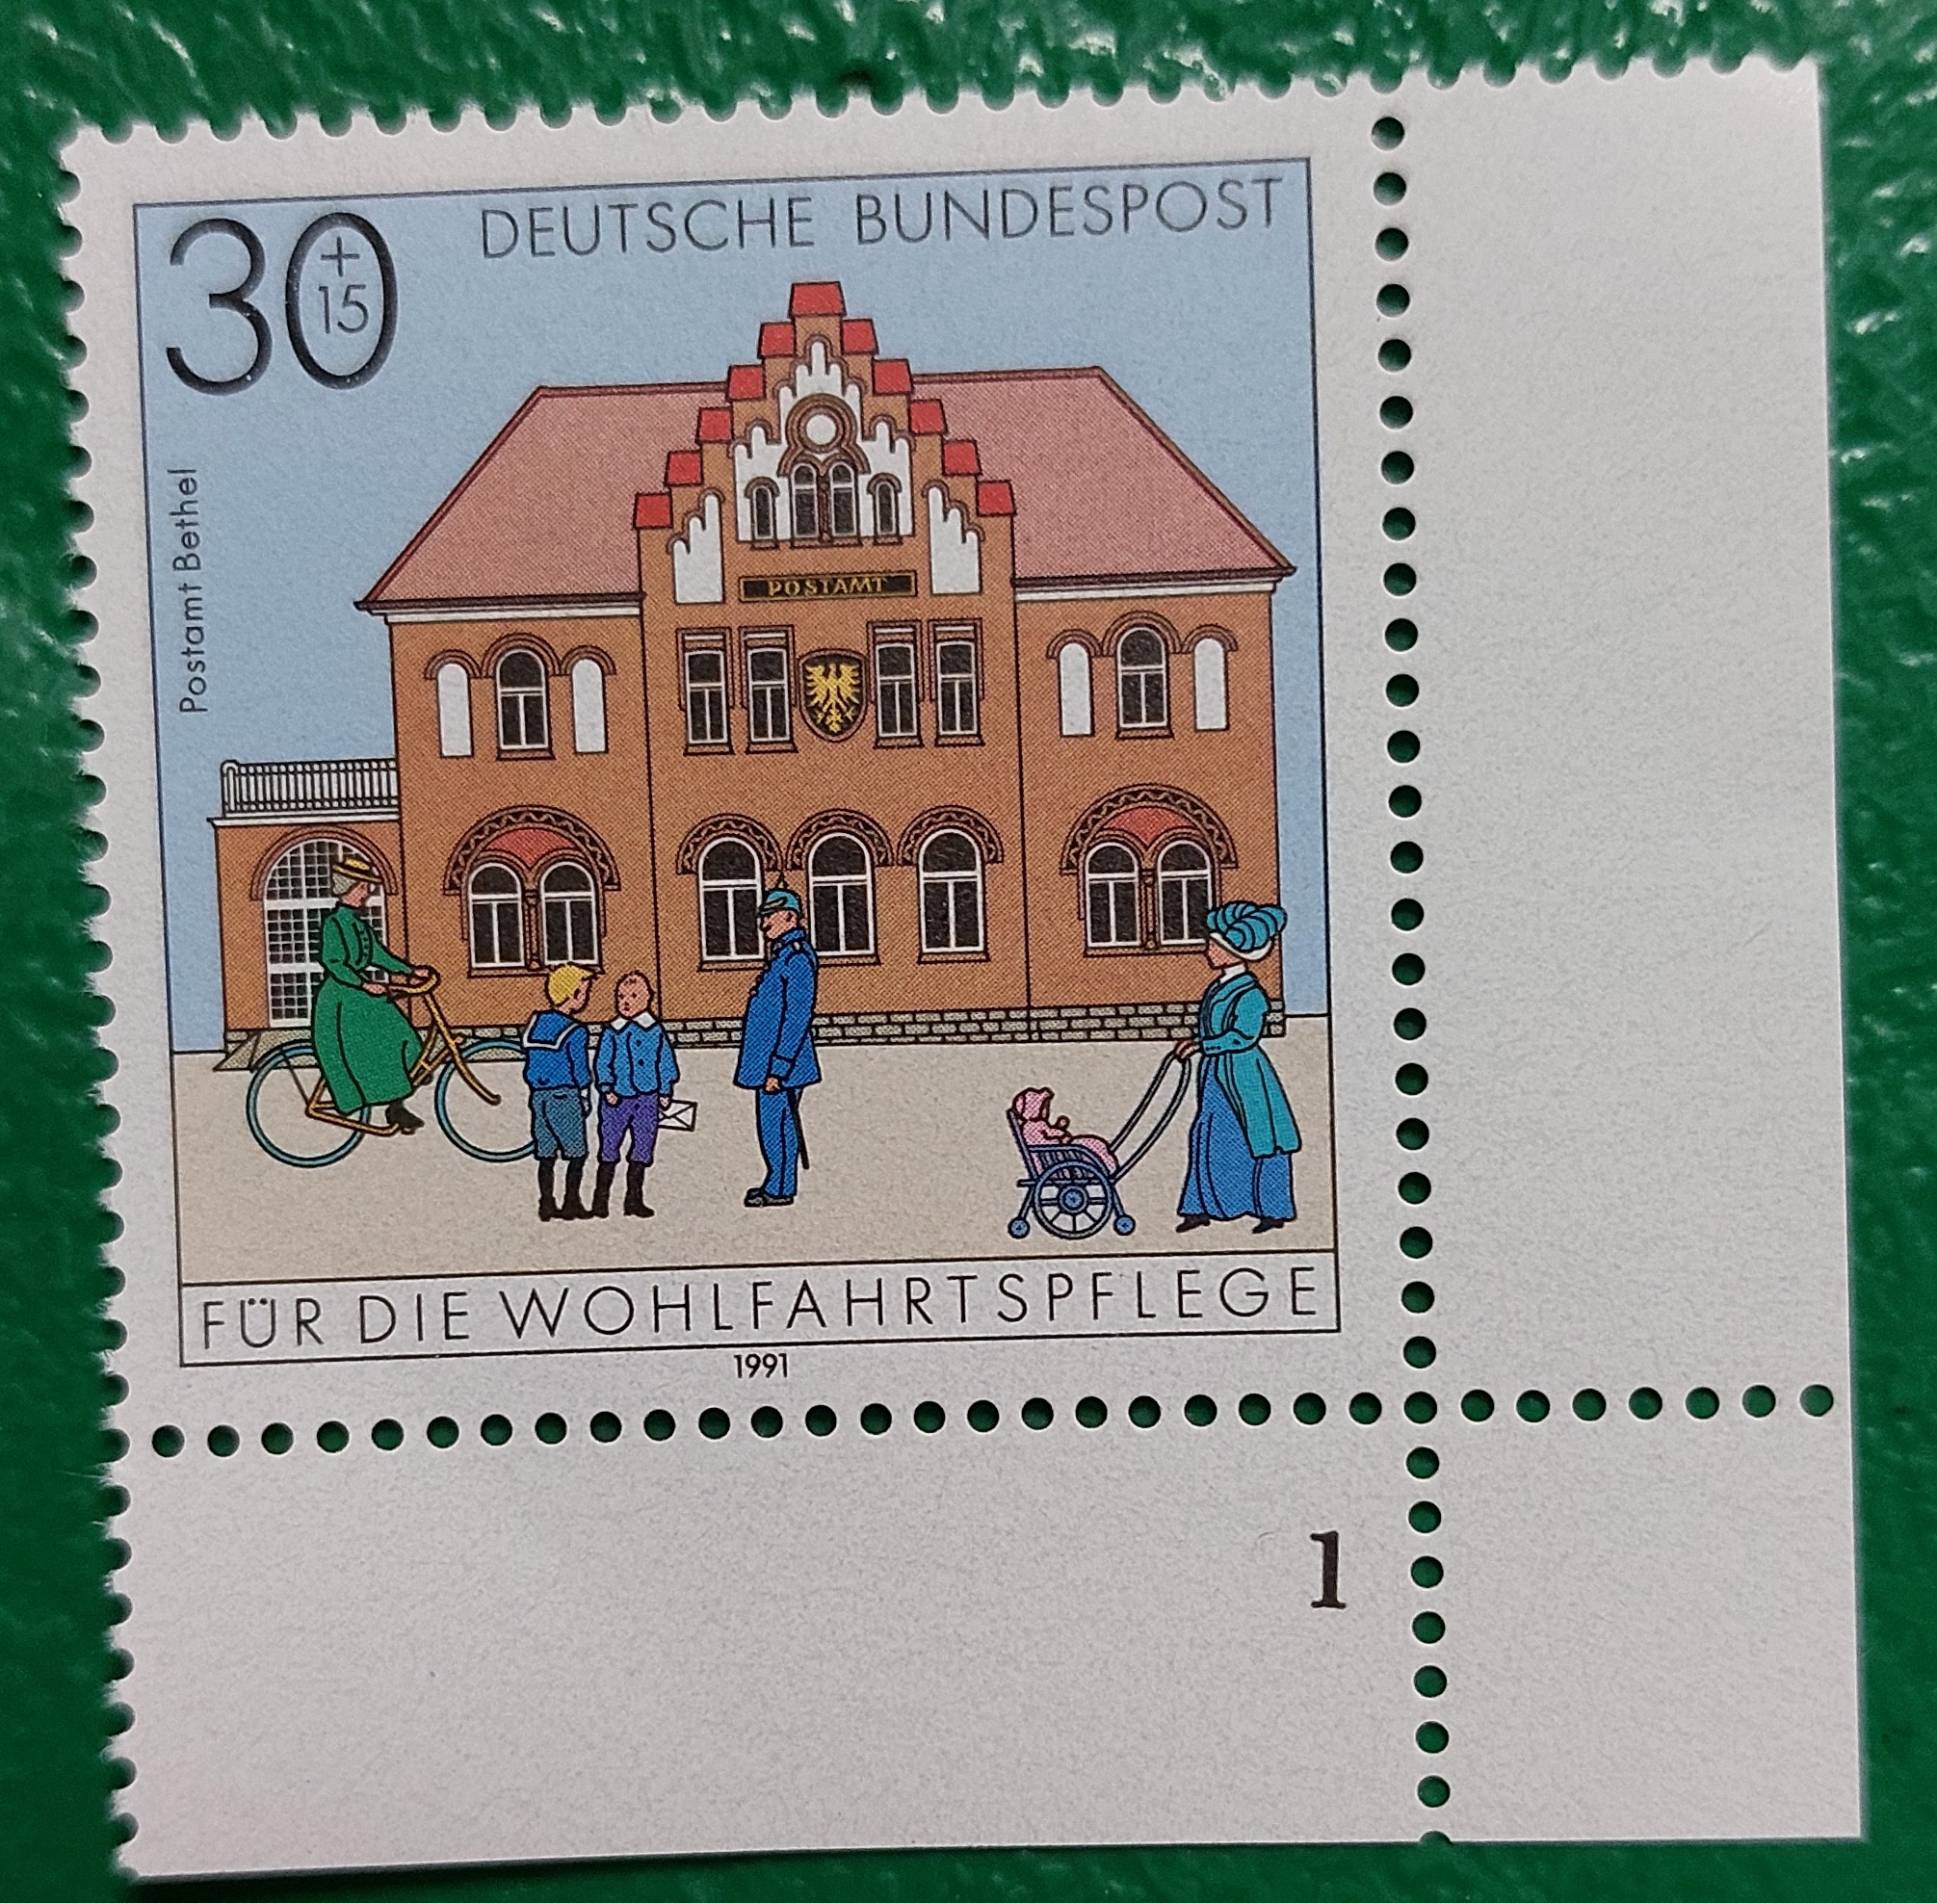 30
+
15
DEUTSCHE BUNDESPOST
Postamt Bethel
POSTAMT
FÜR DIE WOHLFAHRTSPFLEGE
1991
1